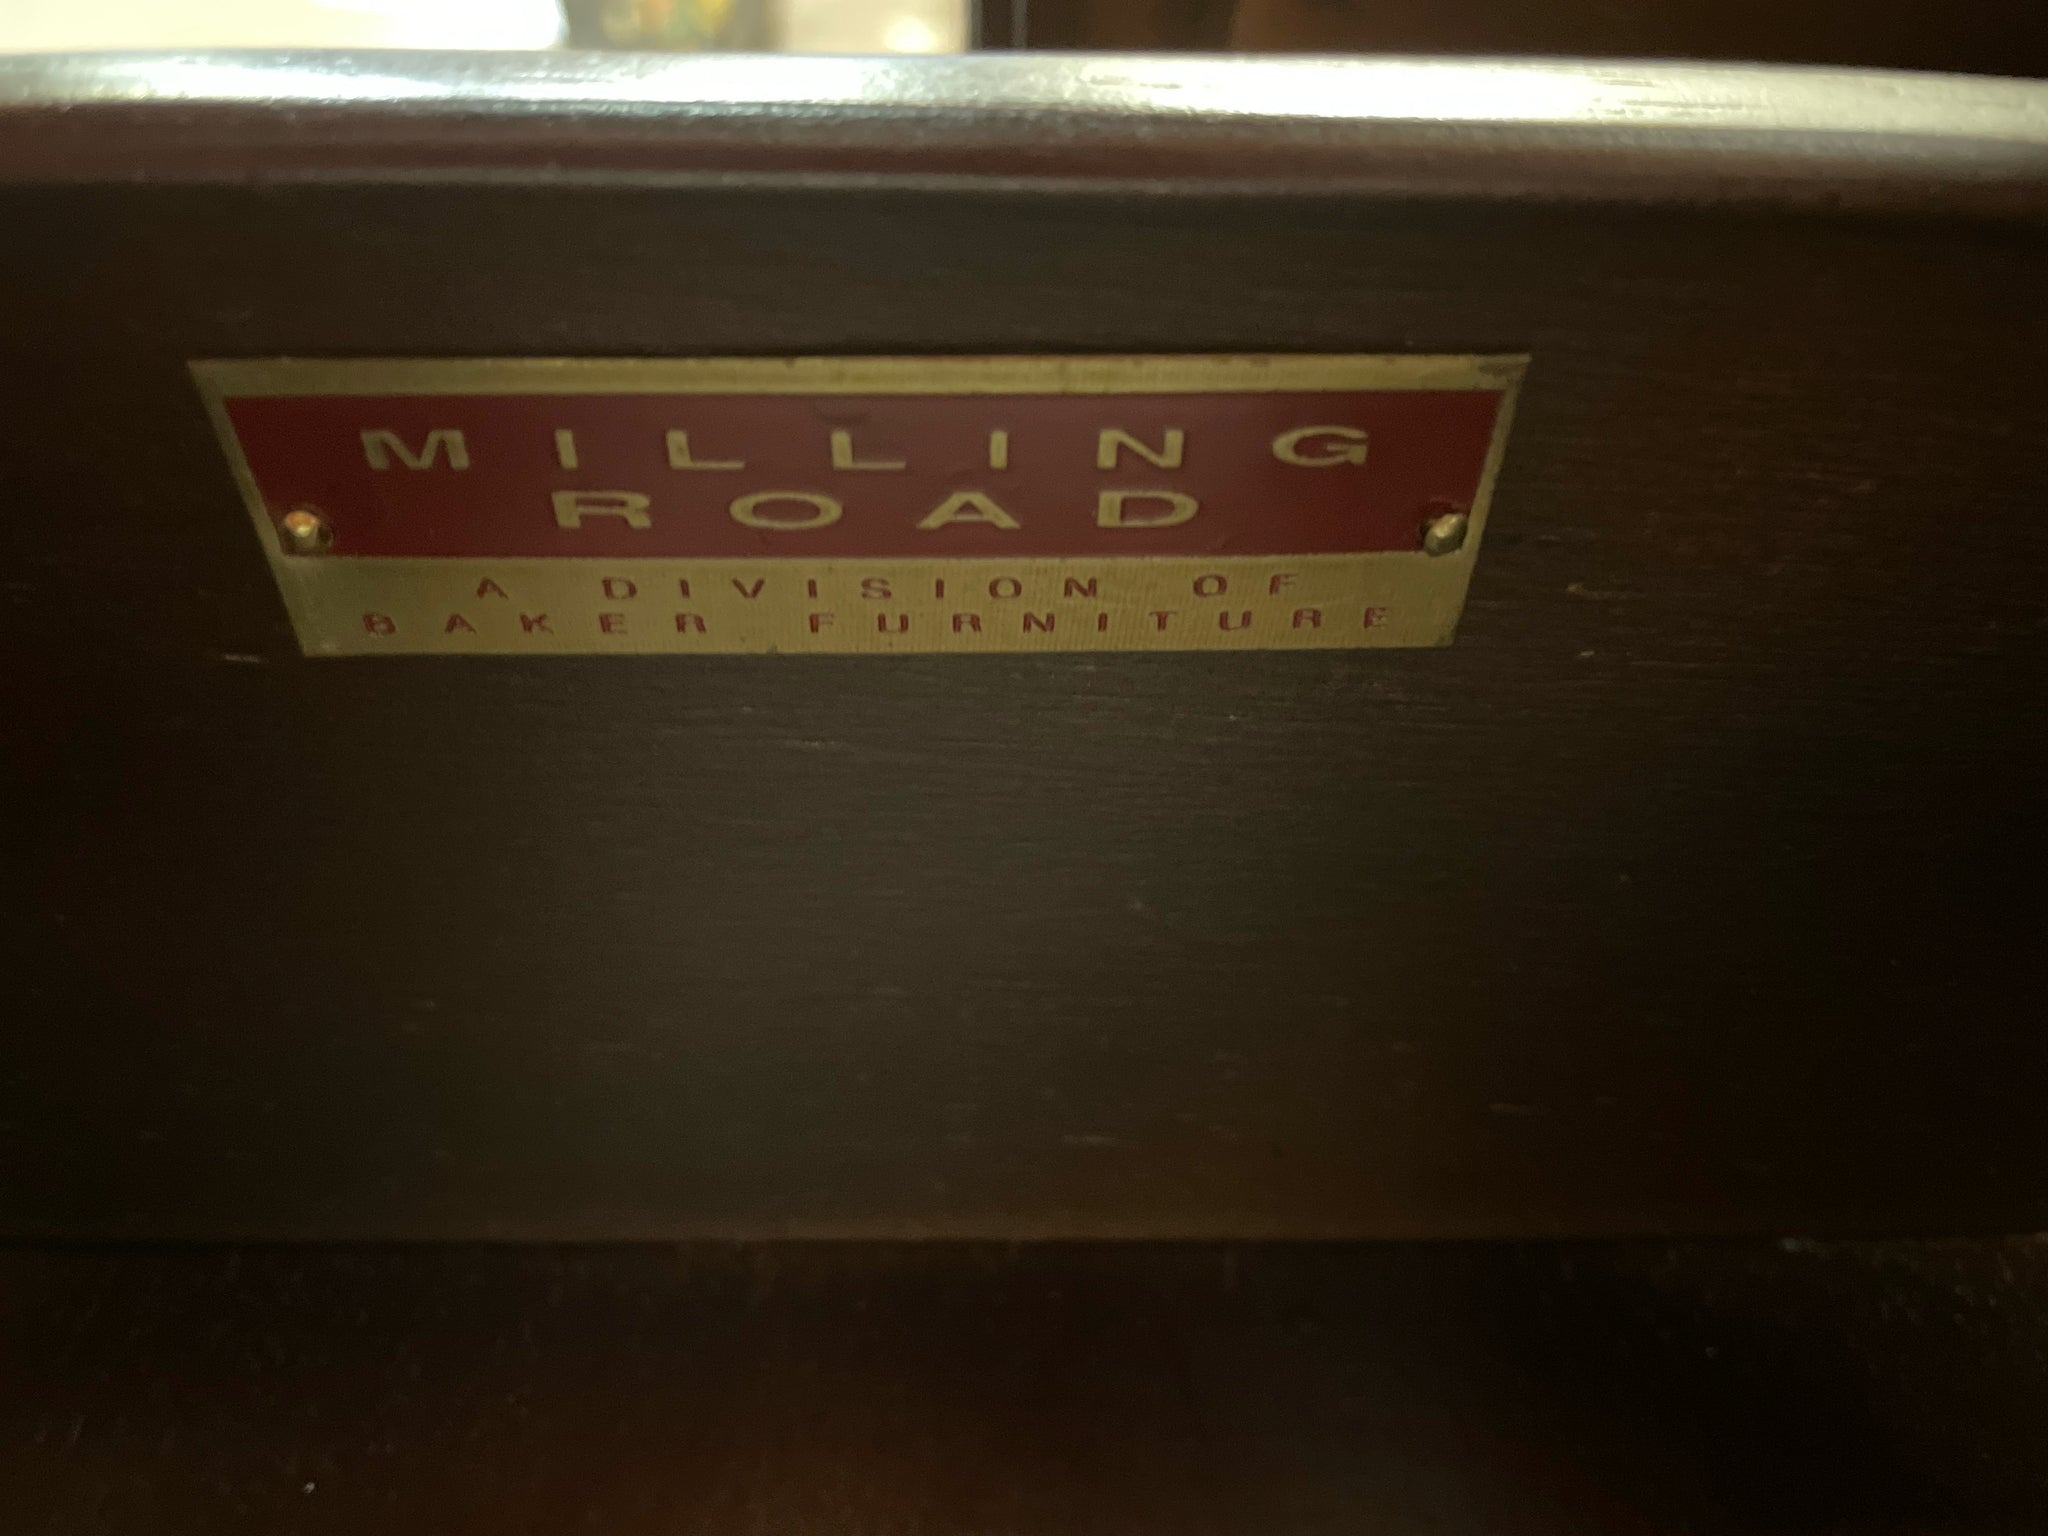 MILLING
ROAD
A DIVISION OF
BAKER FURNITURE